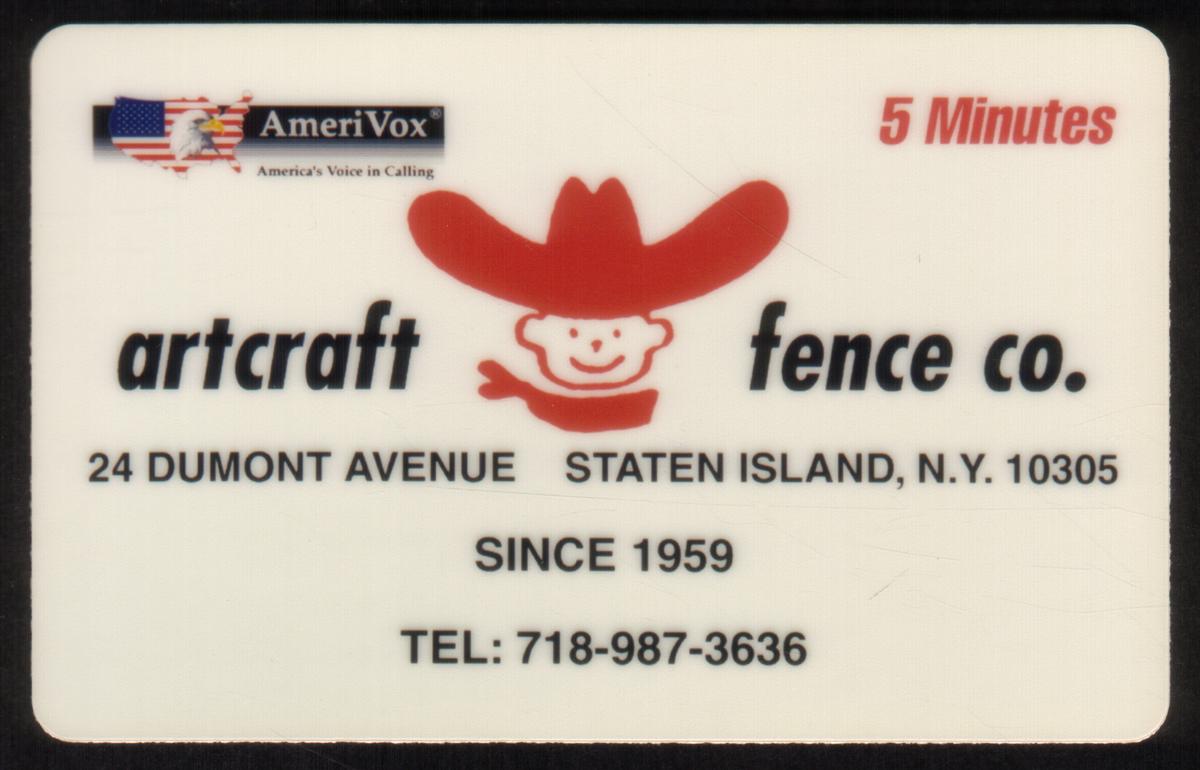 AmeriVox®
America's Voice in Calling
5 Minutes
artcraft fence co.
24 DUMONT AVENUE STATEN ISLAND, N.Y. 10305
SINCE 1959
TEL: 718-987-3636